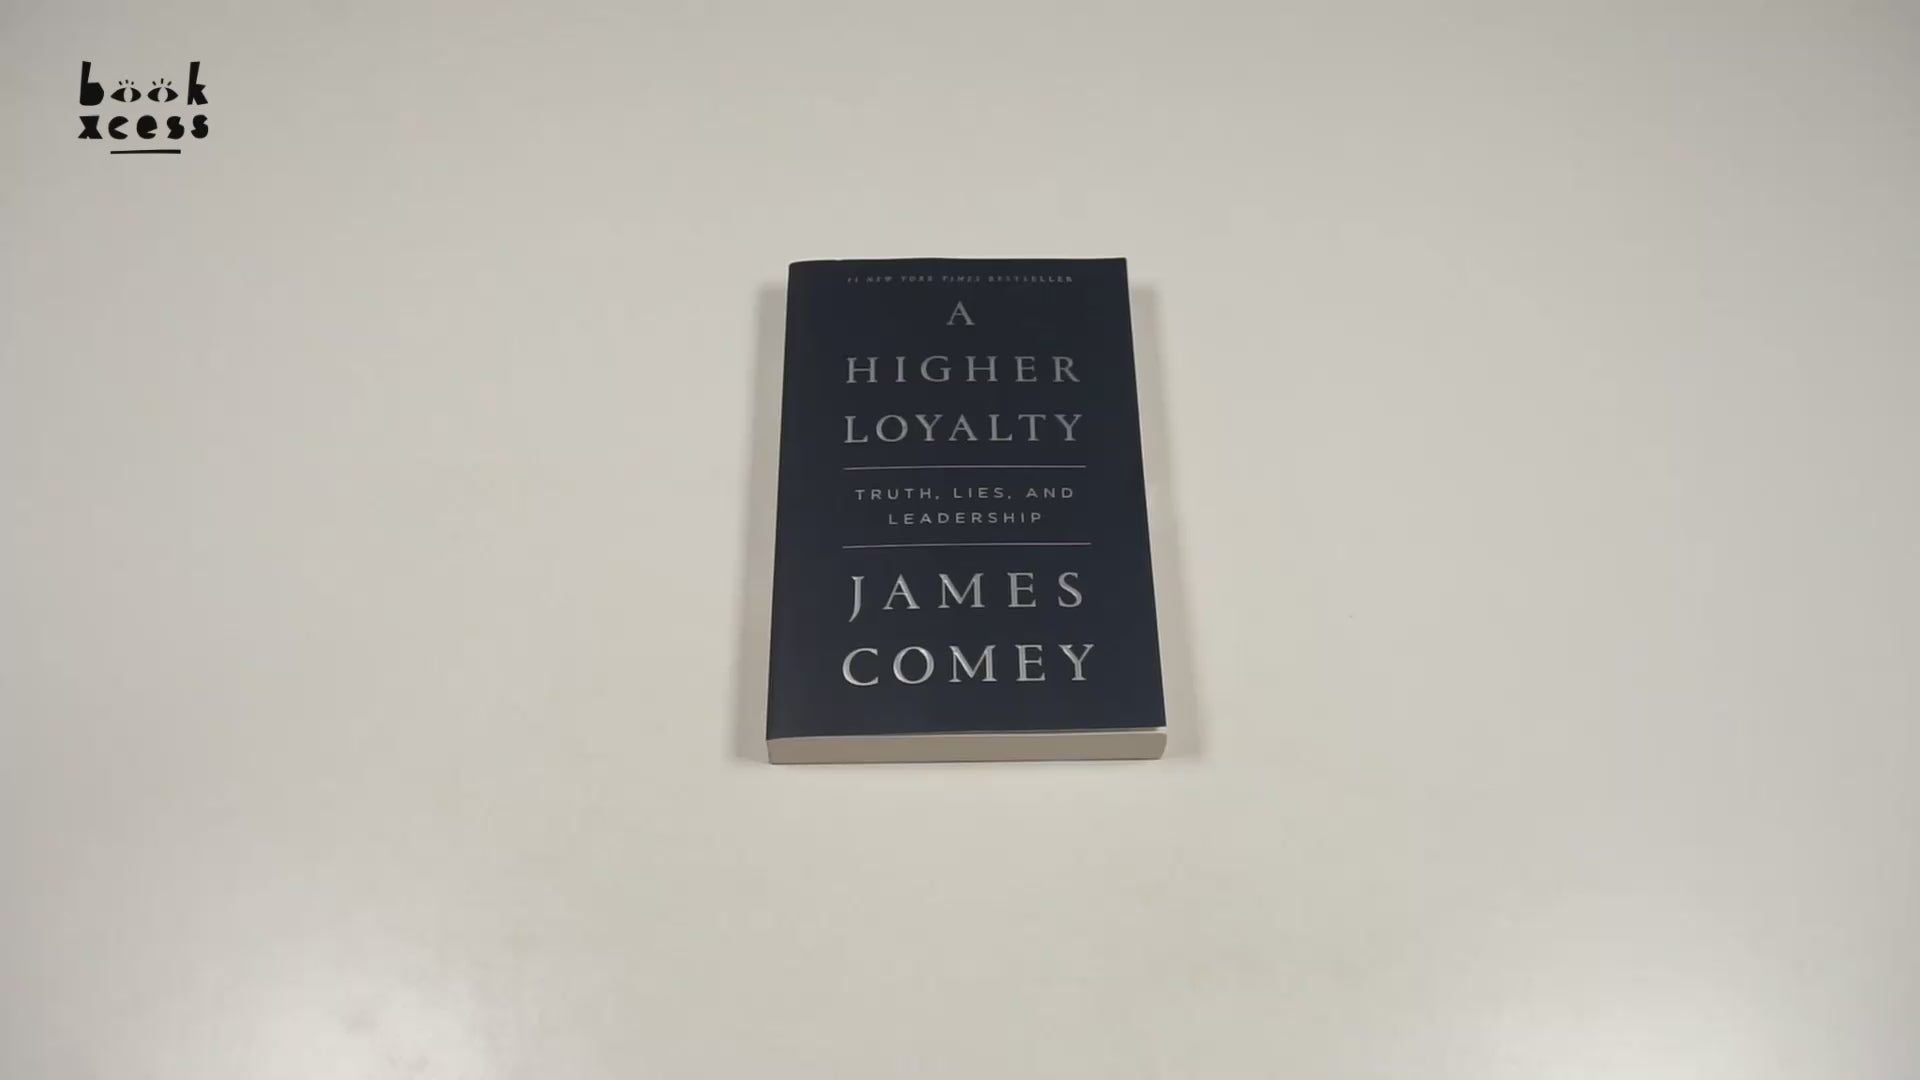 book
xcess
#1 NEW YORK TIMES BESTSELLER
A
HIGHER
LOYALTY
TRUTH, LIES, AND
LEADERSHIP
JAMES
COMEY